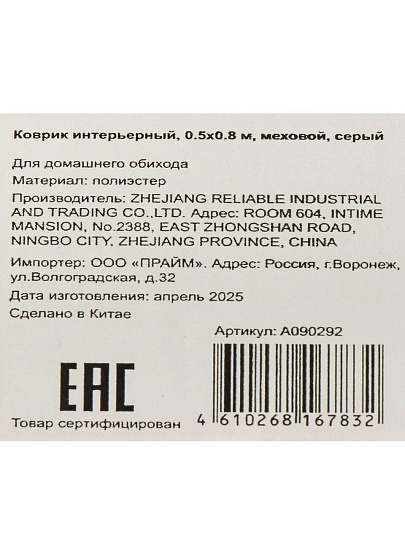 Коврик интерьерный, 0.5х0.8 м, меховой, серый
Для домашнего обихода
Материал: полиэстер
Производитель: ZHEJIANG RELIABLE INDUSTRIAL
AND TRADING CO.,LTD. Адрес: ROOM 604, INTIME
MANSION, No.2388, EAST ZHONGSHAN ROAD,
NINGBO CITY, ZHEJIANG PROVINCE, CHINA
Импортер: ООО «ПРАЙМ». Адрес: Россия, г.Воронеж,
ул.Волгоградская, д.32
Дата изготовления: апрель 2025
Сделано в Китае
Артикул: A090292
EAC
Товар сертифицирован
4 610268 167832